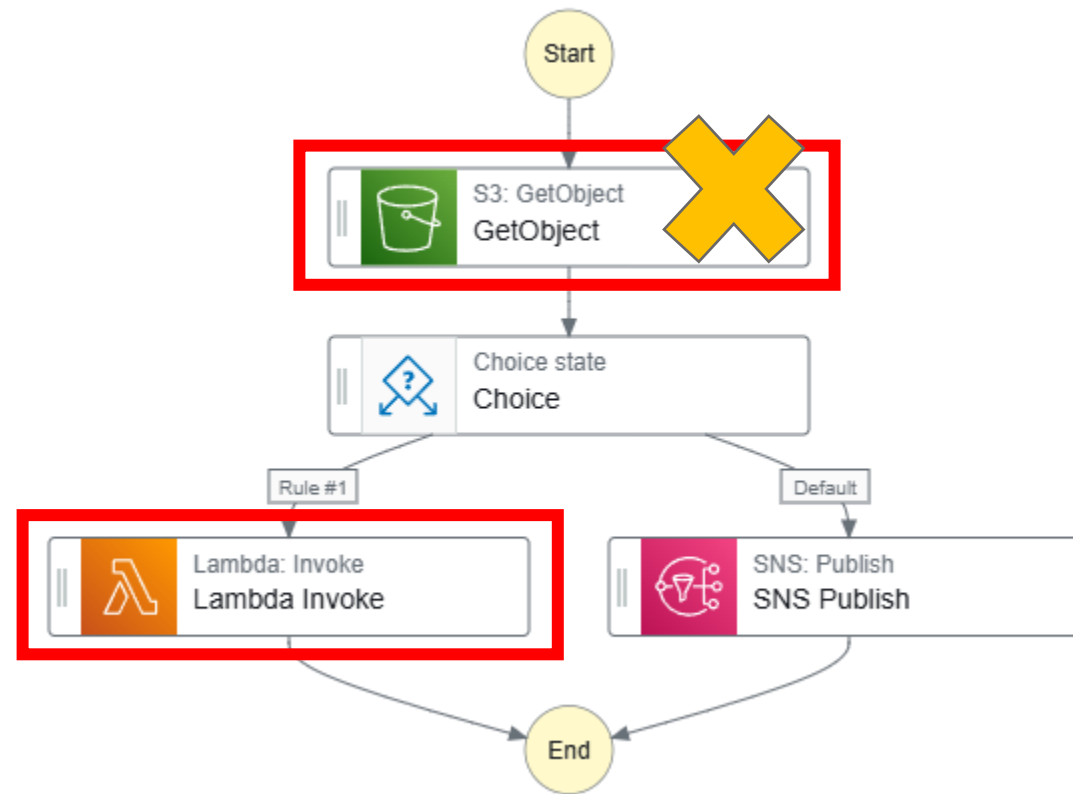 Start
S3: GetObject
GetObject
Choice state
Choice
Rule #1
Default
Lambda: Invoke
Lambda Invoke
SNS: Publish
SNS Publish
End